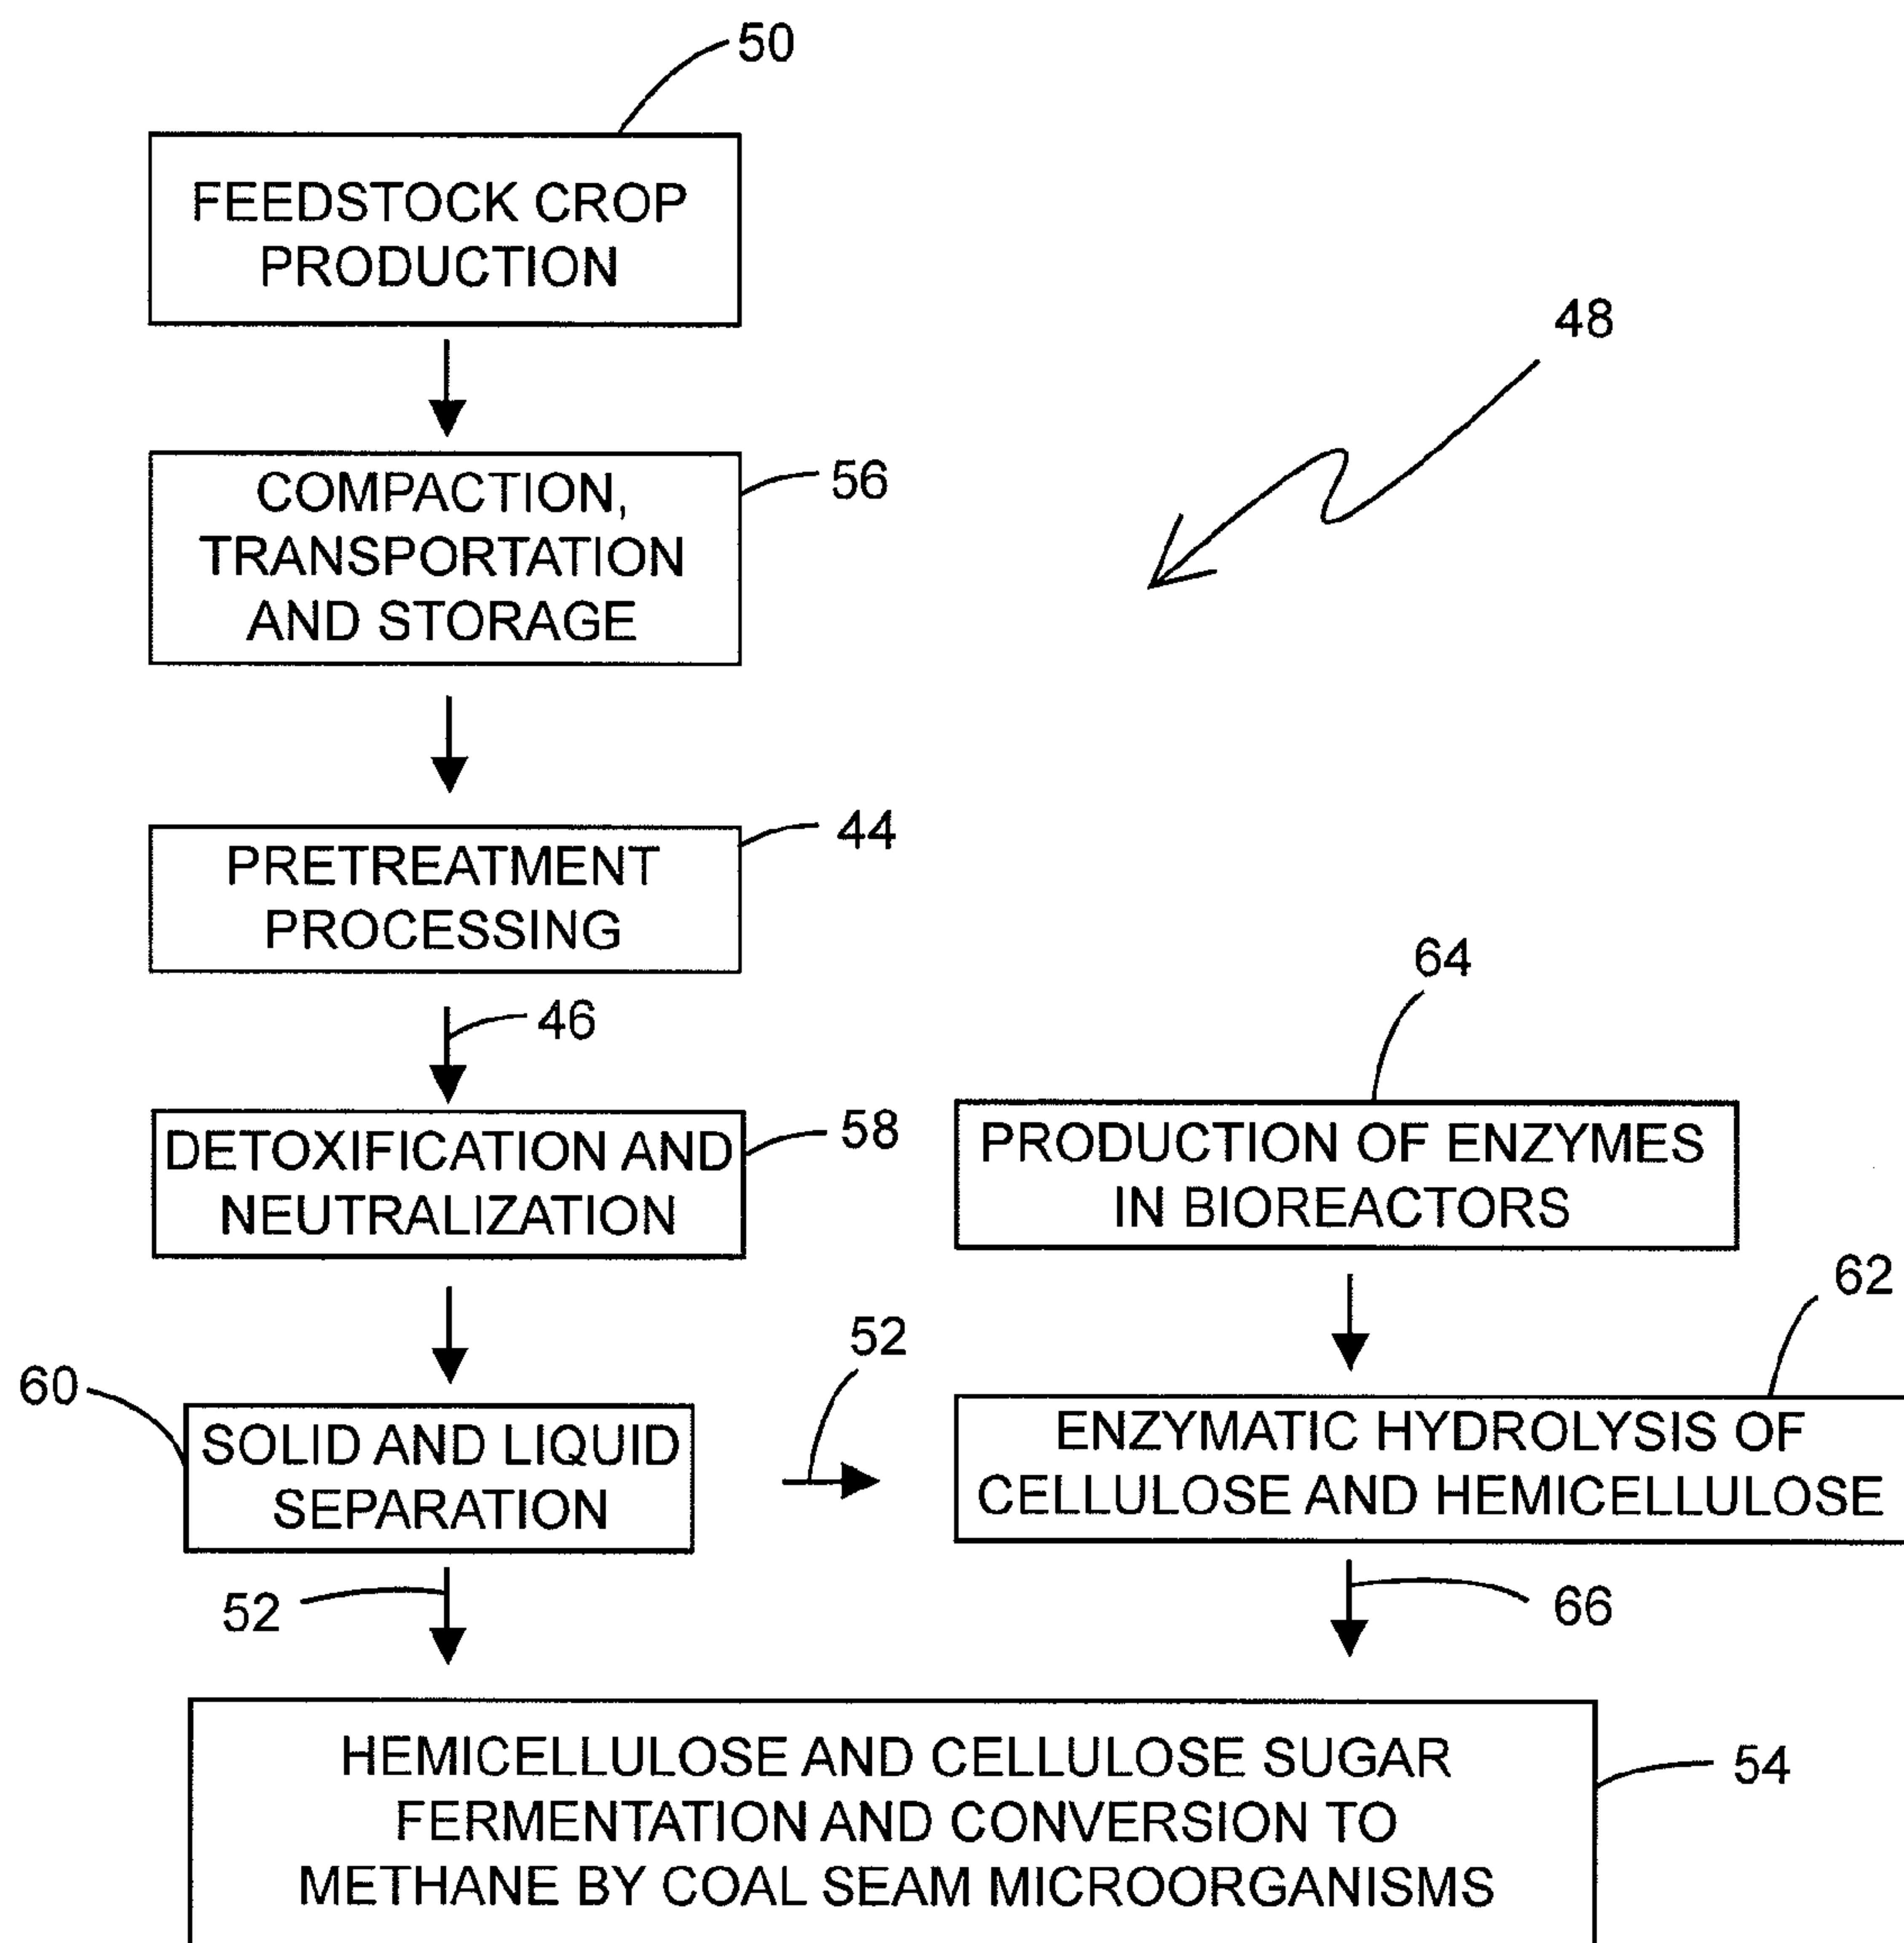 50
FEEDSTOCK CROP
PRODUCTION
48
COMPACTION,
TRANSPORTATION
AND STORAGE
56
PRETREATMENT
PROCESSING
44
46
64
DETOXIFICATION AND
NEUTRALIZATION
58
PRODUCTION OF ENZYMES
IN BIOREACTORS
62
52
60
SOLID AND LIQUID
SEPARATION
ENZYMATIC HYDROLYSIS OF
CELLULOSE AND HEMICELLULOSE
52
66
HEMICELLULOSE AND CELLULOSE SUGAR
FERMENTATION AND CONVERSION TO
METHANE BY COAL SEAM MICROORGANISMS
54